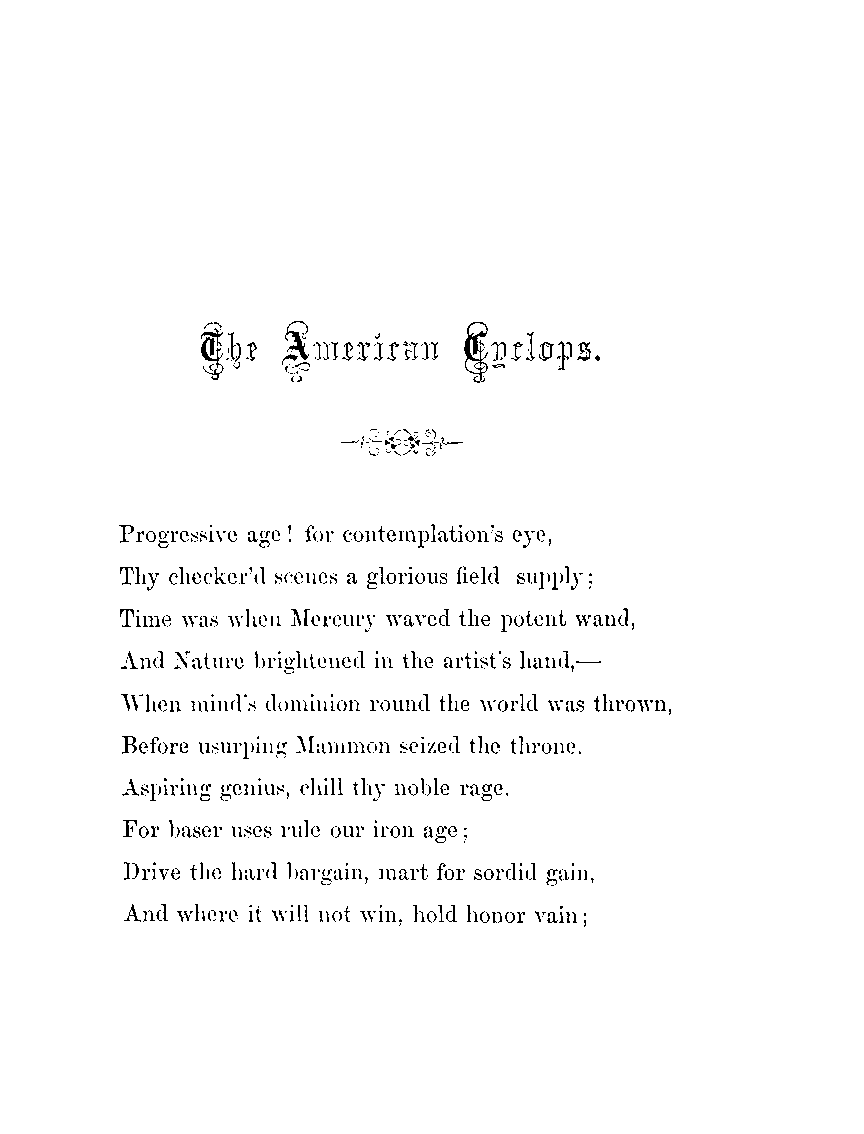 The American Cyclops.
Progressive age! for contemplation's eye,
Thy checker'd scenes a glorious field supply;
Time was when Mercury waved the potent wand,
And Nature brightened in the artist's hand,—
When mind's dominion round the world was thrown,
Before usurping Mammon seized the throne.
Aspiring genius, chill thy noble rage,
For baser uses rule our iron age;
Drive the hard bargain, mart for sordid gain,
And where it will not win, hold honor vain;